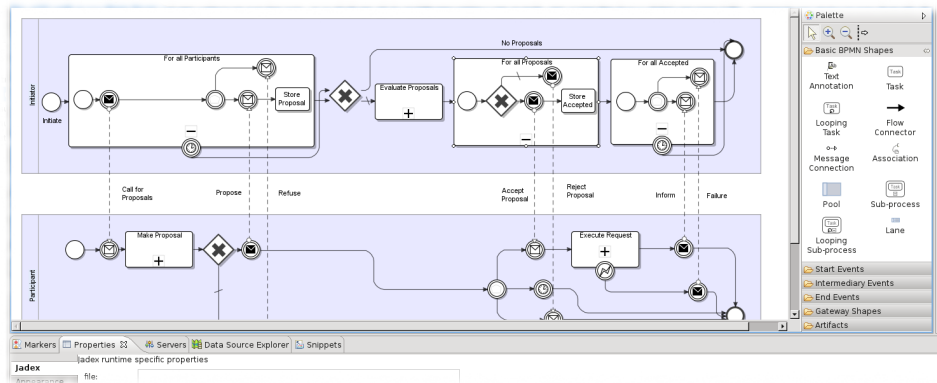 Initiator
Initiate
For all Participants
Store
Proposal
No Proposals
Evaluate Proposals
For all Proposals
Store
Accepted
For all Accepted
Call for
Proposals
Propose
Refuse
Accept
Proposal
Reject
Proposal
Inform
Failure
Participant
Make Proposal
Execute Request
Palette
Basic BPMN Shapes
Text
Annotation
Task
Task
Looping
Task
Flow
Connector
Message
Connection
Association
Pool
Task
Sub-process
Task
Looping
Sub-process
Lane
Start Events
Intermediary Events
End Events
Gateway Shapes
Artifacts
Markers
Properties
Servers
Data Source Explorer
Snippets
Jadex
Jadex runtime specific properties
file:
Appearance